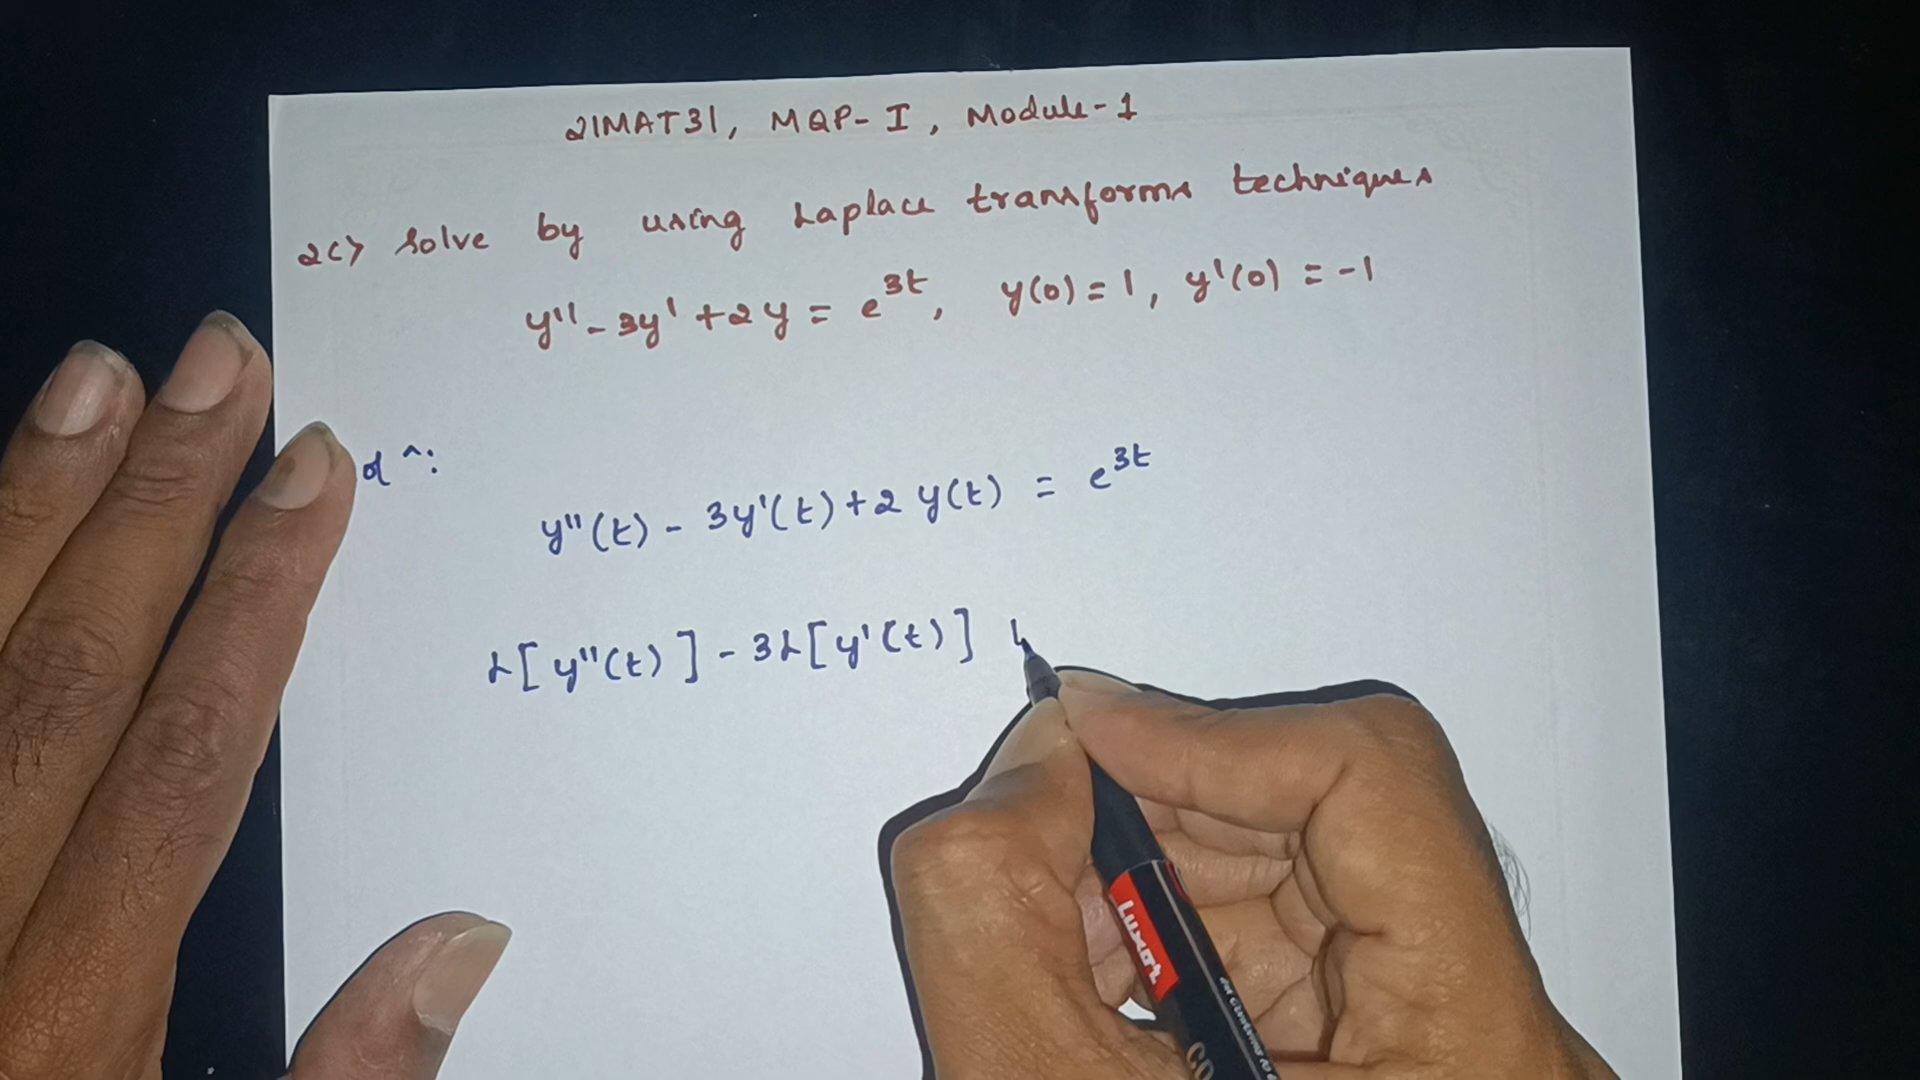 21MAT31, MQP-I, Module-1
2c) Solve by using Laplace transforms techniques
y'' - 3y' + 2y = e^{3t}, y(0) = 1, y'(0) = -1
y''(t) - 3y'(t) + 2 y(t) = e^{3t}
L[y''(t)] - 3L[y'(t)]
Luxor